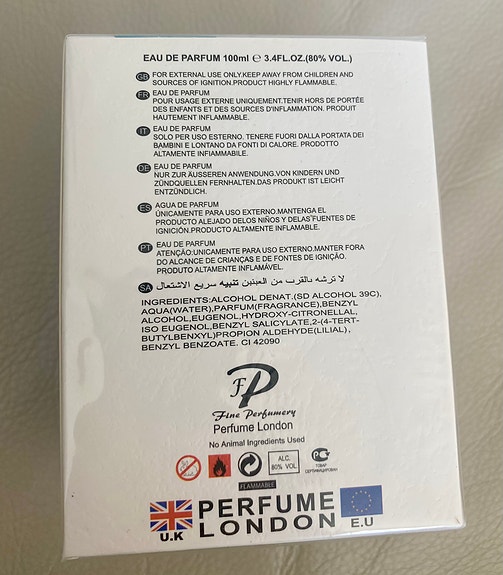 EAU DE PARFUM 100ml ℮ 3.4FL.OZ.(80% VOL.)
GB FOR EXTERNAL USE ONLY.KEEP AWAY FROM CHILDREN AND
SOURCES OF IGNITION.PRODUCT HIGHLY FLAMMABLE.
FR EAU DE PARFUM
POUR USAGE EXTERNE UNIQUEMENT.TENIR HORS DE PORTÉE
DES ENFANTS ET DES SOURCES D'INFLAMMATION. PRODUIT
HAUTEMENT INFLAMMABLE.
IT EAU DE PARFUM
SOLO PER USO ESTERNO. TENERE FUORI DALLA PORTATA DEI
BAMBINI E LONTANO DA FONTI DI CALORE. PRODOTTO
ALTAMENTE INFIAMMABILE.
DE EAU DE PARFUM
NUR ZUR ÄUSSEREN ANWENDUNG.VON KINDERN UND
ZÜNDQUELLEN FERNHALTEN.DAS PRODUKT IST LEICHT
ENTZÜNDLICH.
ES AGUA DE PARFUM
ÚNICAMENTE PARA USO EXTERNO.MANTENGA EL
PRODUCTO ALEJADO DELOS NIÑOS Y DELAS FUENTES DE
IGNICIÓN.PRODUCTO ALTAMENTE INFLAMABLE.
PT EAU DE PARFUM
ATENÇÃO:UNICAMENTE PARA USO EXTERNO.MANTER FORA
DO ALCANCE DE CRIANÇAS E DE FONTES DE IGNIÇÃO.
PRODUTO ALTAMENTE INFLAMÁVEL.
SA لا ترشه بالقرب من العينين تنبيه سريع الاشتعال
INGREDIENTS:ALCOHOL DENAT.(SD ALCOHOL 39C),
AQUA(WATER),PARFUM(FRAGRANCE),BENZYL
ALCOHOL,EUGENOL,HYDROXY-CITRONELLAL,
ISO EUGENOL,BENZYL SALICYLATE,2-(4-TERT-
BUTYLBENXYL)PROPION ALDEHYDE(LILIAL),
BENZYL BENZOATE. CI 42090
FP
Fine Perfumery
Perfume London
No Animal Ingredients Used
ALC.
80% VOL
ТОВАР
СЕРТИФИЦИРОВАН
FLAMMABLE
PERFUME
LONDON
U.K
E.U